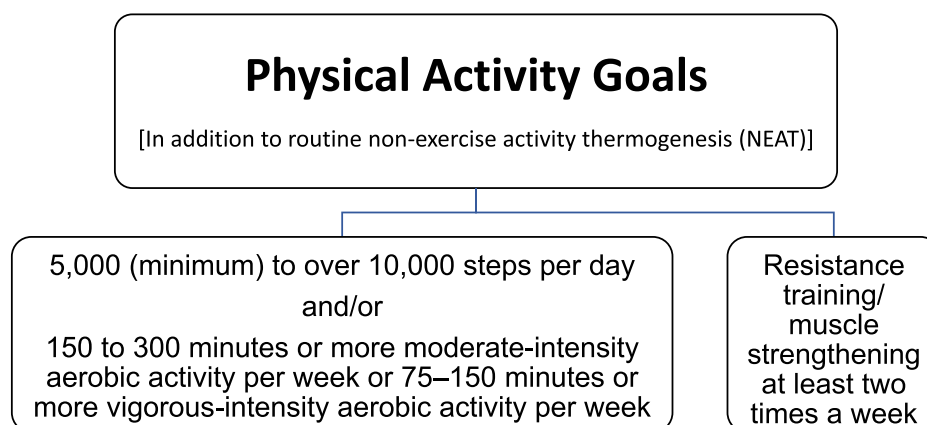 Physical Activity Goals
[In addition to routine non-exercise activity thermogenesis (NEAT)]
5,000 (minimum) to over 10,000 steps per day
and/or
150 to 300 minutes or more moderate-intensity
aerobic activity per week or 75–150 minutes or
more vigorous-intensity aerobic activity per week
Resistance
training/
muscle
strengthening
at least two
times a week